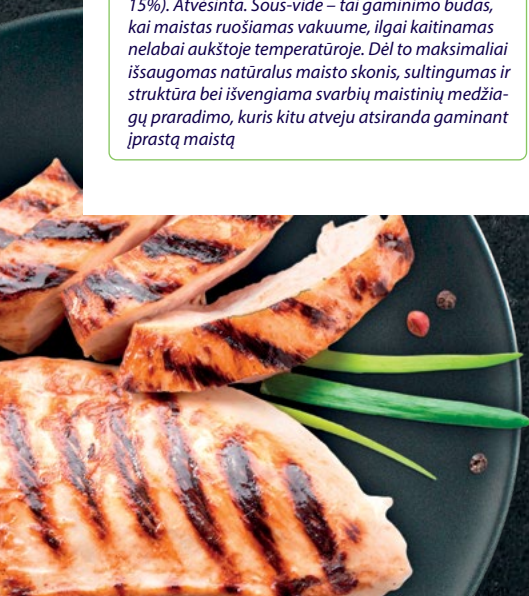 15%). Atvėsinta. Sous-vide – tai gaminimo būdas,
kai maistas ruošiamas vakuume, ilgai kaitinamas
nelabai aukštoje temperatūroje. Dėl to maksimaliai
išsaugomas natūralus maisto skonis, sultingumas ir
struktūra bei išvengiama svarbių maistinių medžia-
gų praradimo, kuris kitu atveju atsiranda gaminant
įprastą maistą